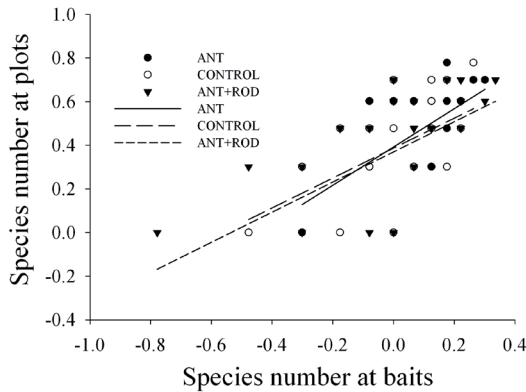 Species number at plots
1.0
0.8
0.6
0.4
0.2
0.0
-0.2
-0.4
ANT
CONTROL
ANT+ROD
ANT
CONTROL
ANT+ROD
-1.0 -0.8 -0.6 -0.4 -0.2 0.0 0.2 0.4
Species number at baits